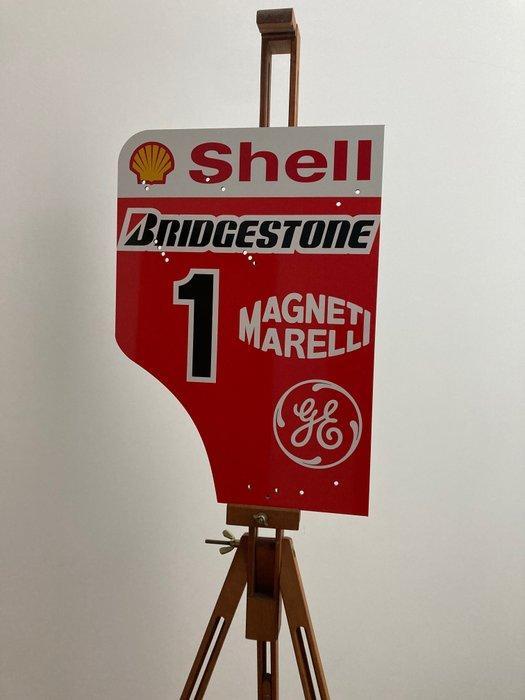 Shell
BRIDGESTONE
1
MAGNETI
MARELLI
GE